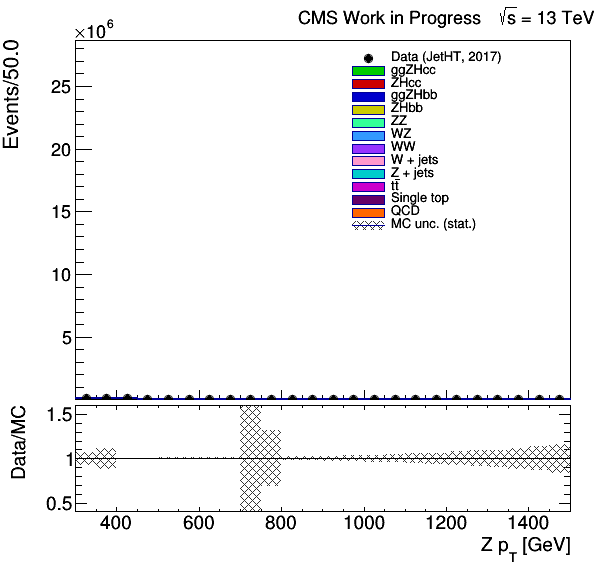 CMS Work in Progress √s = 13 TeV
×10⁶
Events/50.0
25
20
15
10
5
Data (JetHT, 2017)
ggZHcc
ZHcc
ggZHbb
ZHbb
ZZ
WZ
WW
W + jets
Z + jets
tt̄
Single top
QCD
MC unc. (stat.)
Data/MC
1.5
1
0.5
400 600 800 1000 1200 1400
Z p_T [GeV]